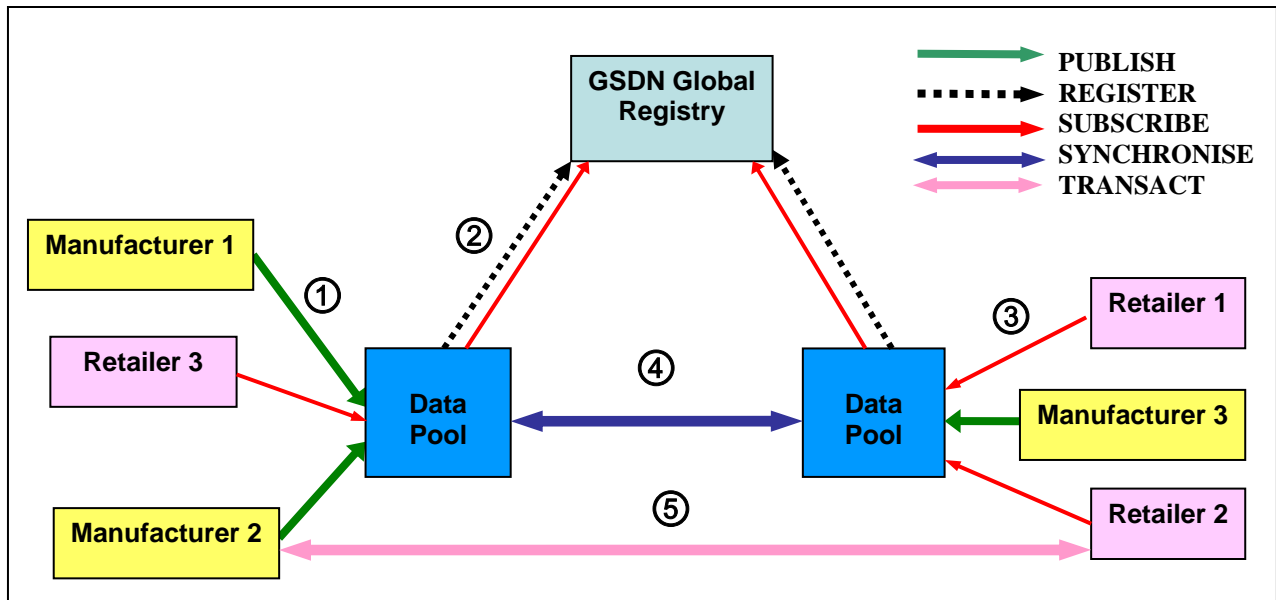 GSDN Global
Registry
PUBLISH
REGISTER
SUBSCRIBE
SYNCHRONISE
TRANSACT
Manufacturer 1
②
①
Retailer 3
Retailer 1
③
④
Data
Pool
Data
Pool
Manufacturer 3
Manufacturer 2
⑤
Retailer 2